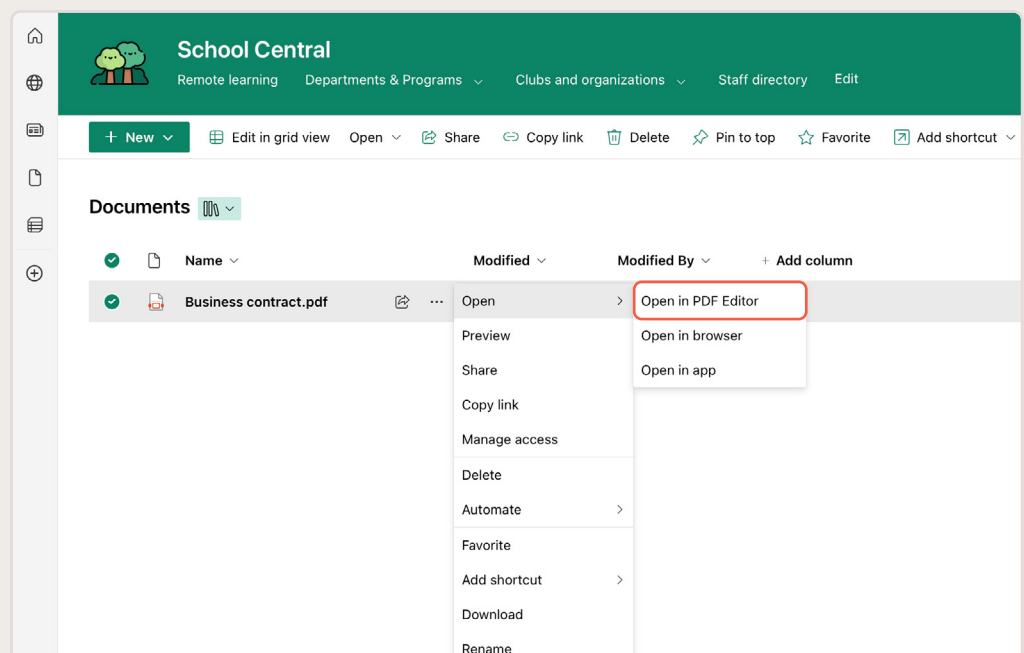 School Central
Remote learning Departments & Programs Clubs and organizations Staff directory Edit
New Edit in grid view Open Share Copy link Delete Pin to top Favorite Add shortcut
Documents
Name Modified Modified By + Add column
Business contract.pdf ... Open Open in PDF Editor
Preview Open in browser
Share Open in app
Copy link
Manage access
Delete
Automate
Favorite
Add shortcut
Download
Rename